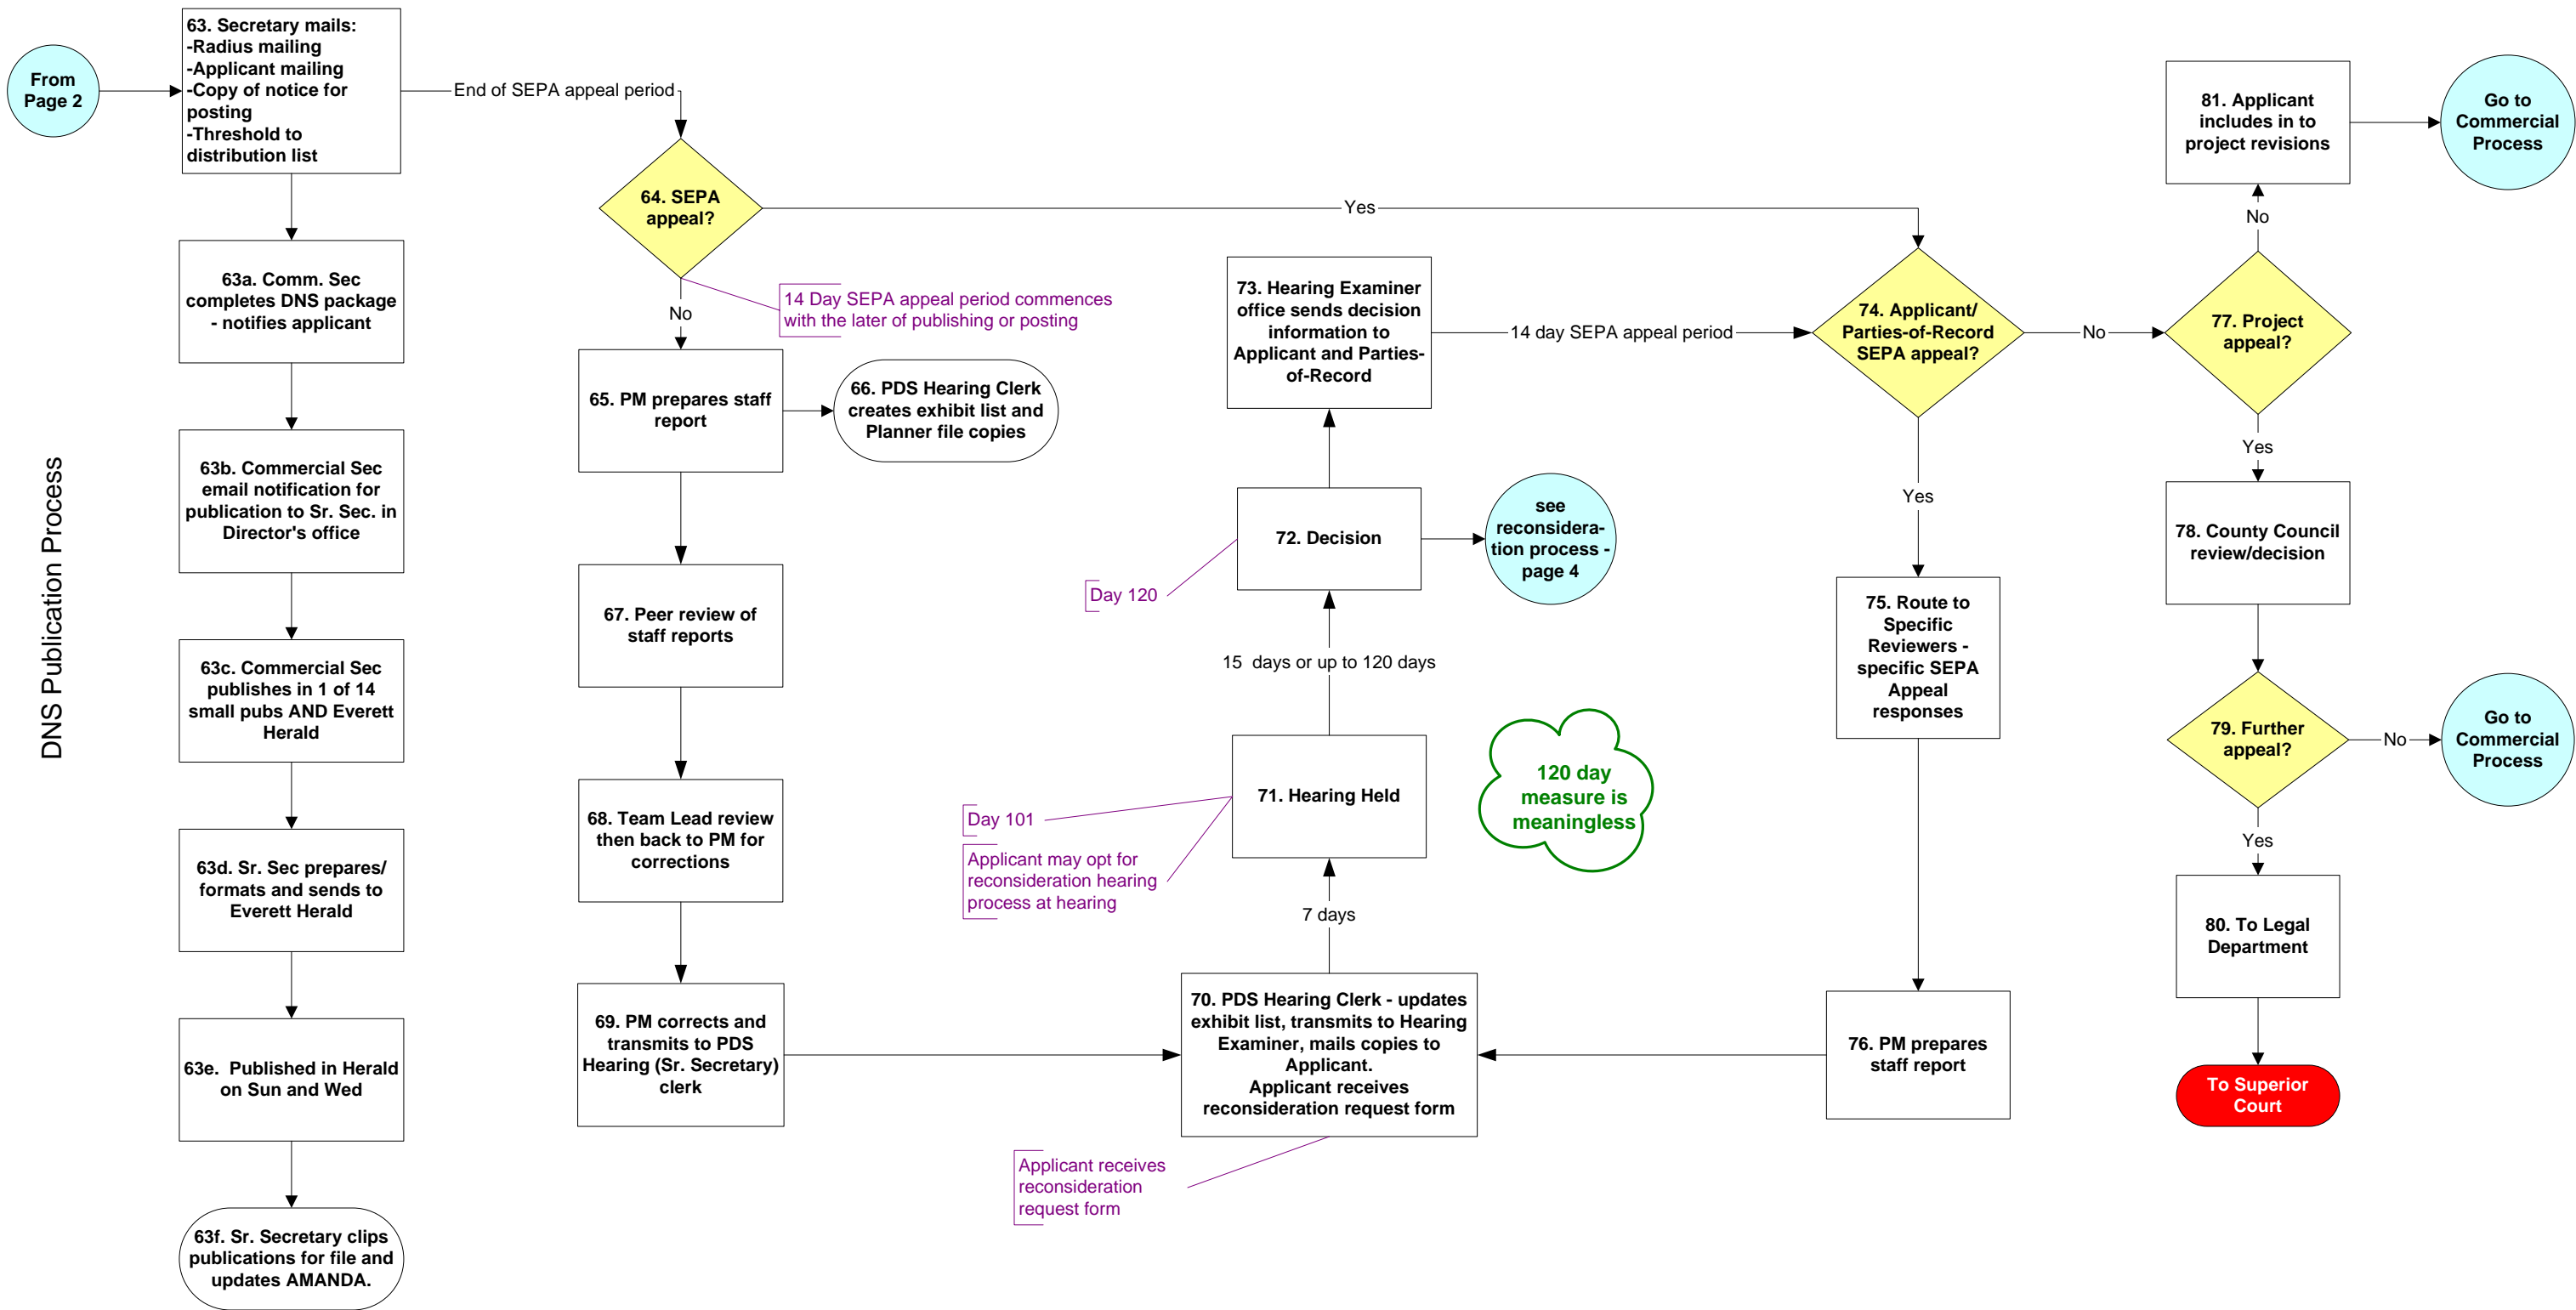 From
Page 2
63. Secretary mails:
-Radius mailing
-Applicant mailing
-Copy of notice for
posting
-Threshold to
distribution list
End of SEPA appeal period
DNS Publication Process
63a. Comm. Sec
completes DNS package
- notifies applicant
63b. Commercial Sec
email notification for
publication to Sr. Sec. in
Director's office
63c. Commercial Sec
publishes in 1 of 14
small pubs AND Everett
Herald
63d. Sr. Sec prepares/
formats and sends to
Everett Herald
63e. Published in Herald
on Sun and Wed
63f. Sr. Secretary clips
publications for file and
updates AMANDA.
64. SEPA
appeal?
Yes
No
14 Day SEPA appeal period commences
with the later of publishing or posting
65. PM prepares staff
report
66. PDS Hearing Clerk
creates exhibit list and
Planner file copies
67. Peer review of
staff reports
68. Team Lead review
then back to PM for
corrections
69. PM corrects and
transmits to PDS
Hearing (Sr. Secretary)
clerk
70. PDS Hearing Clerk - updates
exhibit list, transmits to Hearing
Examiner, mails copies to
Applicant.
Applicant receives
reconsideration request form
Applicant receives
reconsideration
request form
7 days
71. Hearing Held
Day 101
Applicant may opt for
reconsideration hearing
process at hearing
15 days or up to 120 days
72. Decision
Day 120
see
reconsidera-
tion process -
page 4
120 day
measure is
meaningless
73. Hearing Examiner
office sends decision
information to
Applicant and Parties-
of-Record
14 day SEPA appeal period
74. Applicant/
Parties-of-Record
SEPA appeal?
No
Yes
75. Route to
Specific
Reviewers -
specific SEPA
Appeal
responses
76. PM prepares
staff report
77. Project
appeal?
No
81. Applicant
includes in to
project revisions
Go to
Commercial
Process
Yes
78. County Council
review/decision
79. Further
appeal?
No
Go to
Commercial
Process
Yes
80. To Legal
Department
To Superior
Court